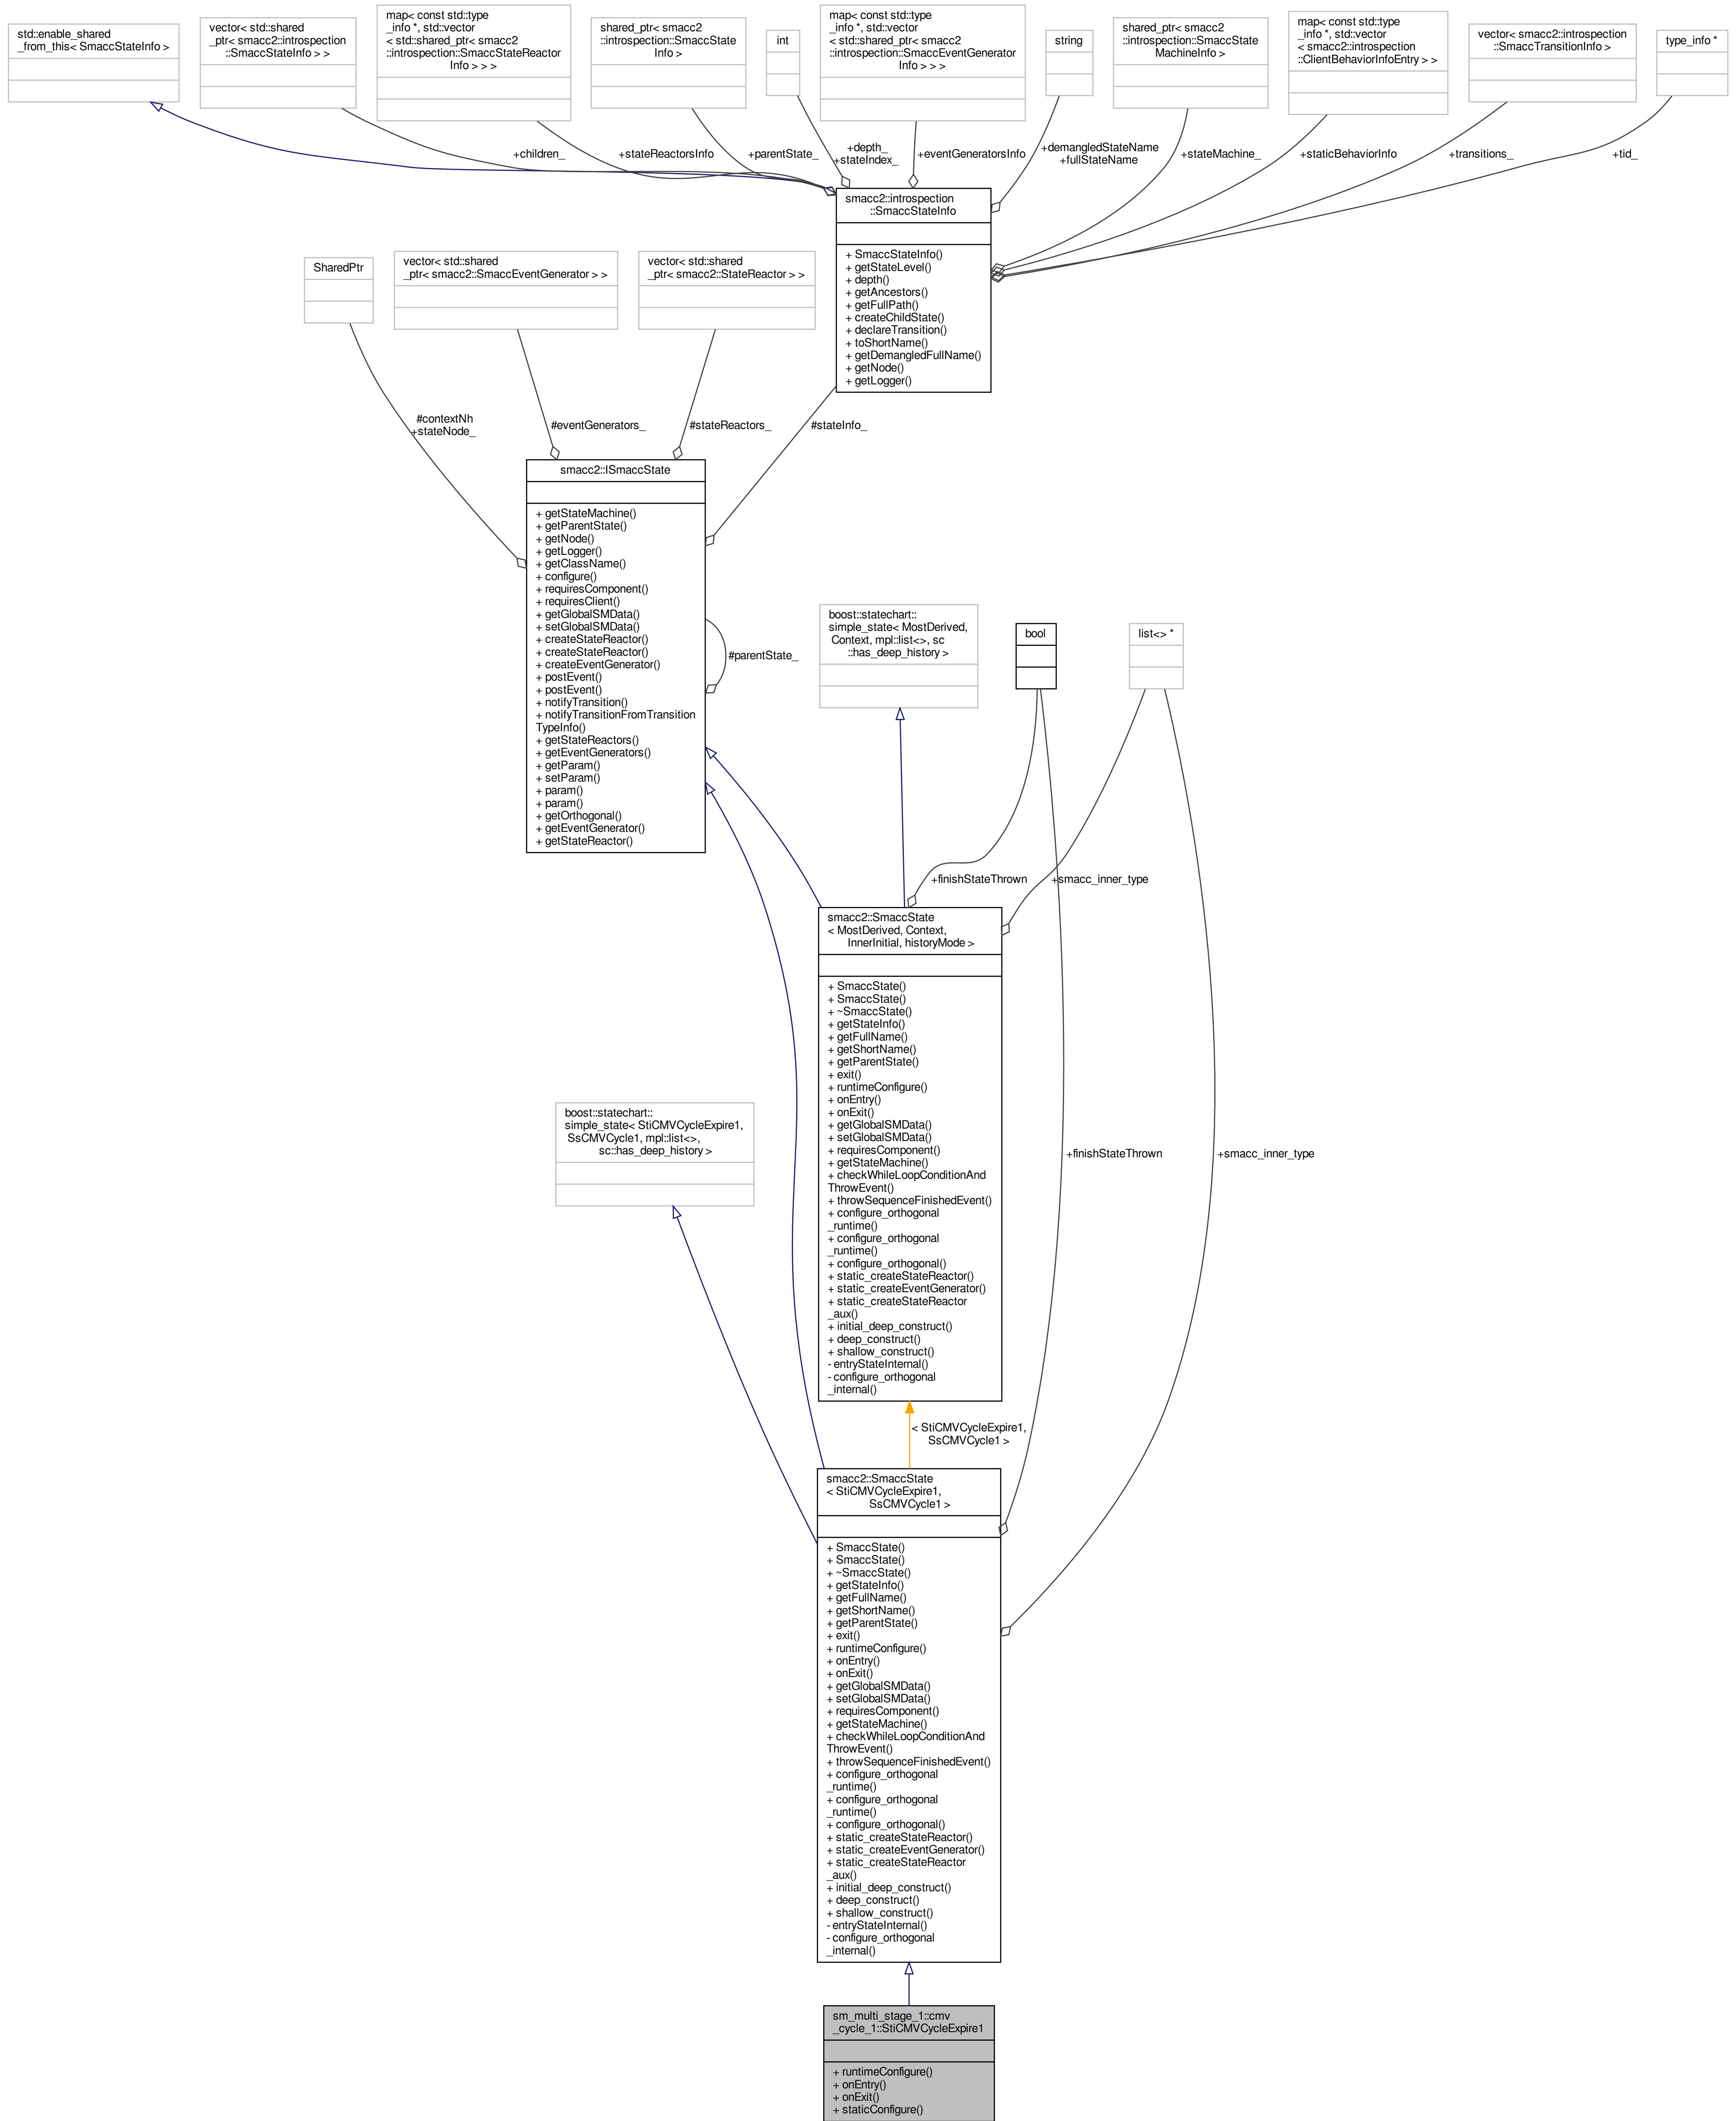 std::enable_shared
_from_this< SmaccStateInfo >
vector< std::shared
_ptr< smacc2::introspection
::SmaccStateInfo > >
map< const std::type
_info *, std::vector
< std::shared_ptr< smacc2
::introspection::SmaccStateReactor
Info > > >
shared_ptr< smacc2
::introspection::SmaccState
Info >
int
map< const std::type
_info *, std::vector
< std::shared_ptr< smacc2
::introspection::SmaccEventGenerator
Info > > >
string
shared_ptr< smacc2
::introspection::SmaccState
MachineInfo >
map< const std::type
_info *, std::vector
< smacc2::introspection
::ClientBehaviorInfoEntry > >
vector< smacc2::introspection
::SmaccTransitionInfo >
type_info *
+children_
+stateReactorsInfo
+parentState_
+depth_
+stateIndex_
+eventGeneratorsInfo
+demangledStateName
+fullStateName
+stateMachine_
+staticBehaviorInfo
+transitions_
+tid_
smacc2::introspection
::SmaccStateInfo
+ SmaccStateInfo()
+ getStateLevel()
+ depth()
+ getAncestors()
+ getFullPath()
+ createChildState()
+ declareTransition()
+ toShortName()
+ getDemangledFullName()
+ getNode()
+ getLogger()
SharedPtr
vector< std::shared
_ptr< smacc2::SmaccEventGenerator > >
vector< std::shared
_ptr< smacc2::StateReactor > >
#contextNh
+stateNode_
#eventGenerators_
#stateReactors_
#stateInfo_
smacc2::ISmaccState
+ getStateMachine()
+ getParentState()
+ getNode()
+ getLogger()
+ getClassName()
+ configure()
+ requiresComponent()
+ requiresClient()
+ getGlobalSMData()
+ setGlobalSMData()
+ createStateReactor()
+ createStateReactor()
+ createEventGenerator()
+ postEvent()
+ postEvent()
+ notifyTransition()
+ notifyTransitionFromTransition
TypeInfo()
+ getStateReactors()
+ getEventGenerators()
+ getParam()
+ setParam()
+ param()
+ param()
+ getOrthogonal()
+ getEventGenerator()
+ getStateReactor()
#parentState_
boost::statechart::
simple_state< MostDerived,
Context, mpl::list<>, sc
::has_deep_history >
bool
list<> *
+finishStateThrown
+smacc_inner_type
smacc2::SmaccState
< MostDerived, Context,
InnerInitial, historyMode >
+ SmaccState()
+ SmaccState()
+ ~SmaccState()
+ getStateInfo()
+ getFullName()
+ getShortName()
+ getParentState()
+ exit()
+ runtimeConfigure()
+ onEntry()
+ onExit()
+ getGlobalSMData()
+ setGlobalSMData()
+ requiresComponent()
+ getStateMachine()
+ checkWhileLoopConditionAnd
ThrowEvent()
+ throwSequenceFinishedEvent()
+ configure_orthogonal
_runtime()
+ configure_orthogonal
_runtime()
+ configure_orthogonal()
+ static_createStateReactor()
+ static_createEventGenerator()
+ static_createStateReactor
_aux()
+ initial_deep_construct()
+ deep_construct()
+ shallow_construct()
- entryStateInternal()
- configure_orthogonal
_internal()
boost::statechart::
simple_state< StiCMVCycleExpire1,
SsCMVCycle1, mpl::list<>,
sc::has_deep_history >
+finishStateThrown
+smacc_inner_type
< StiCMVCycleExpire1,
SsCMVCycle1 >
smacc2::SmaccState
< StiCMVCycleExpire1,
SsCMVCycle1 >
+ SmaccState()
+ SmaccState()
+ ~SmaccState()
+ getStateInfo()
+ getFullName()
+ getShortName()
+ getParentState()
+ exit()
+ runtimeConfigure()
+ onEntry()
+ onExit()
+ getGlobalSMData()
+ setGlobalSMData()
+ requiresComponent()
+ getStateMachine()
+ checkWhileLoopConditionAnd
ThrowEvent()
+ throwSequenceFinishedEvent()
+ configure_orthogonal
_runtime()
+ configure_orthogonal
_runtime()
+ configure_orthogonal()
+ static_createStateReactor()
+ static_createEventGenerator()
+ static_createStateReactor
_aux()
+ initial_deep_construct()
+ deep_construct()
+ shallow_construct()
- entryStateInternal()
- configure_orthogonal
_internal()
sm_multi_stage_1::cmv
_cycle_1::StiCMVCycleExpire1
+ runtimeConfigure()
+ onEntry()
+ onExit()
+ staticConfigure()